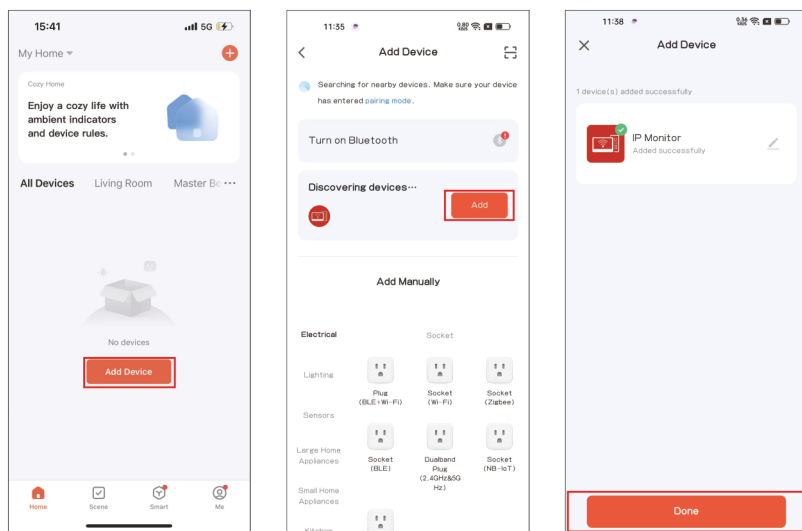 15:41
5G
My Home
Cozy Home
Enjoy a cozy life with
ambient indicators
and device rules.
All Devices
Living Room
Master Be
No devices
Add Device
Home
Scene
Smart
Me
11:35
Add Device
Searching for nearby devices. Make sure your device
has entered pairing mode.
Turn on Bluetooth
Discovering devices···
Add
Add Manually
Electrical
Socket
Lighting
Plug
(BLE+Wi-Fi)
Socket
(Wi-Fi)
Socket
(Zigbee)
Sensors
Large Home
Appliances
Socket
(BLE)
Dualband
Plug
(2.4GHz&5G
Hz)
Socket
(NB-IoT)
Small Home
Appliances
Kitchen
11:38
Add Device
1 device(s) added successfully
IP Monitor
Added successfully
Done